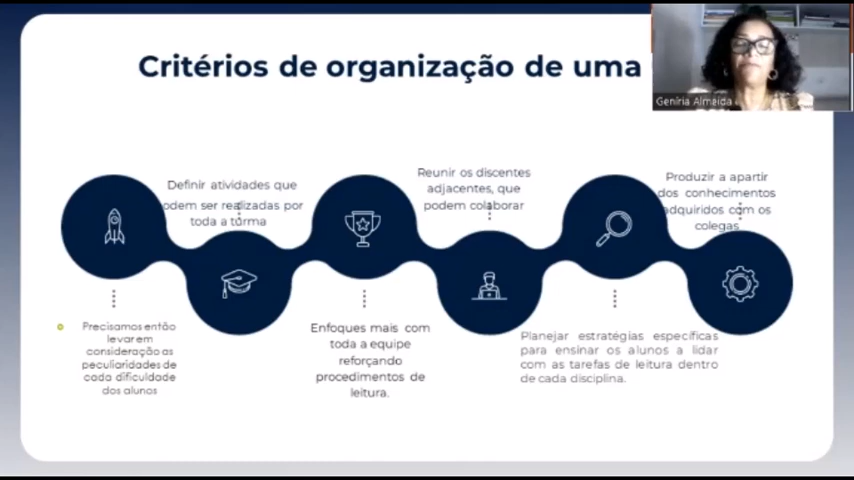 Critérios de organização de uma
Geníria Almeida
Definir atividades que
podem ser realizadas por
toda a turma
Reunir os discentes
adjacentes, que
podem colaborar
Produzir a apartir
dos conhecimentos
adquiridos com os
colegas
Precisamos então
levar em
consideração as
peculiaridades de
cada dificuldade
dos alunos
Enfoques mais com
toda a equipe
reforçando
procedimentos de
leitura.
Planejar estratégias específicas
para ensinar os alunos a lidar
com as tarefas de leitura dentro
de cada disciplina.